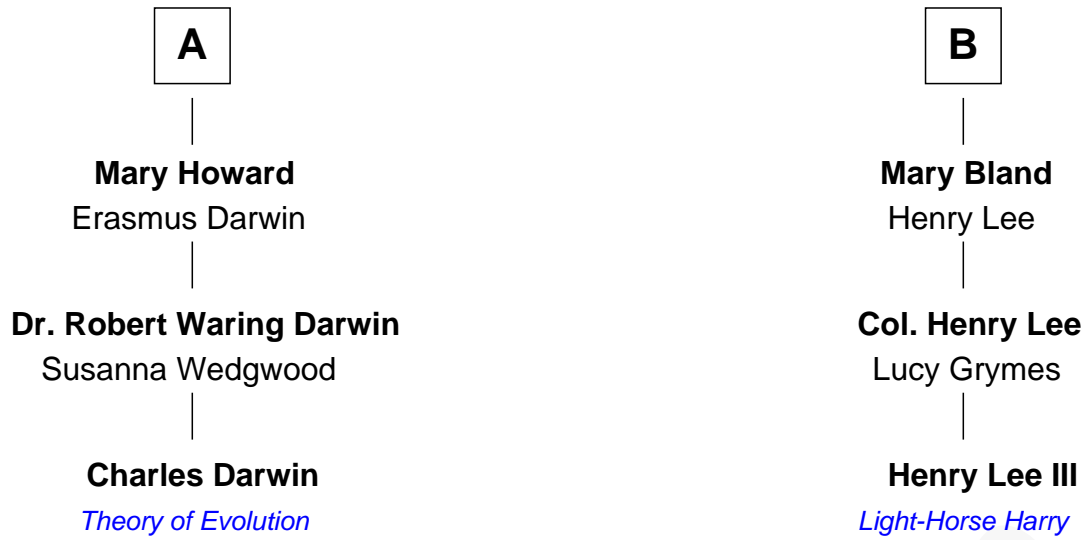 A
Mary Howard
Erasmus Darwin
Dr. Robert Waring Darwin
Susanna Wedgwood
Charles Darwin
Theory of Evolution
B
Mary Bland
Henry Lee
Col. Henry Lee
Lucy Grymes
Henry Lee III
Light-Horse Harry